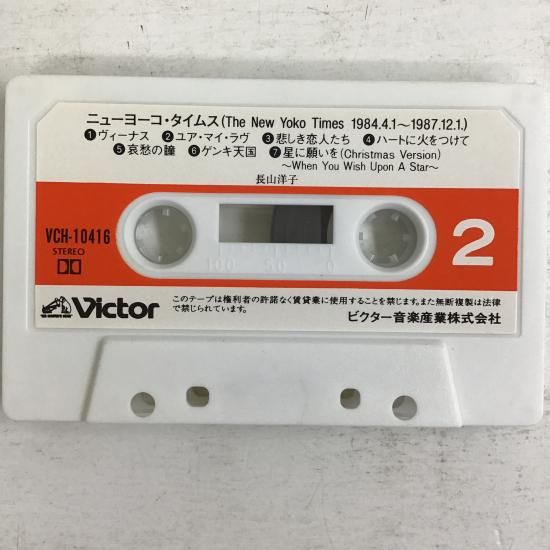 ニューヨーコ・タイムス(The New Yoko Times 1984.4.1～1987.12.1.)
❶ヴィーナス ❷ユア・マイ・ラヴ ❸悲しき恋人たち ❹ハートに火をつけて
❺哀愁の瞳 ❻ゲンキ天国 ❼星に願いを(Christmas Version)
～When You Wish Upon A Star～
長山洋子
VCH-10416
STEREO
2
100 50 0
Victor
このテープは権利者の許諾なく賃貸業に使用することを禁じます。また無断複製は法律
で禁じられています。
ビクター音楽産業株式会社